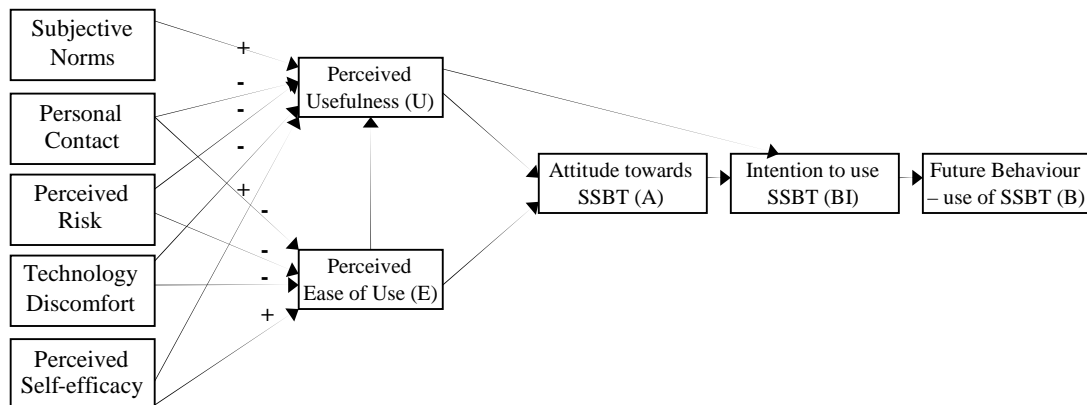 Subjective
Norms
Personal
Contact
Perceived
Risk
Technology
Discomfort
Perceived
Self-efficacy
+
-
-
-
+
-
-
-
+
Perceived
Usefulness (U)
Perceived
Ease of Use (E)
Attitude towards
SSBT (A)
Intention to use
SSBT (BI)
Future Behaviour
– use of SSBT (B)